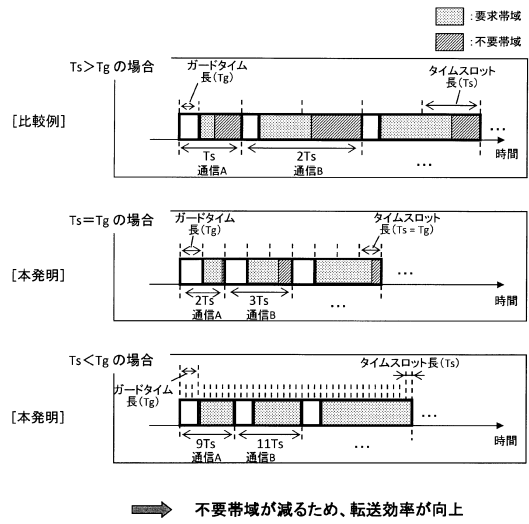 :要求帯域
:不要帯域
Ts>Tg の場合
ガードタイム
長(Tg)
タイムスロット
長(Ts)
[比較例]
...
時間
Ts
2Ts
通信A
通信B
...
Ts=Tg の場合
ガードタイム
長(Tg)
タイムスロット
長(Ts = Tg)
[本発明]
...
時間
2Ts
3Ts
通信A
通信B
...
Ts<Tg の場合
タイムスロット長(Ts)
ガードタイム
長(Tg)
[本発明]
...
時間
9Ts
11Ts
通信A
通信B
...
不要帯域が減るため、転送効率が向上